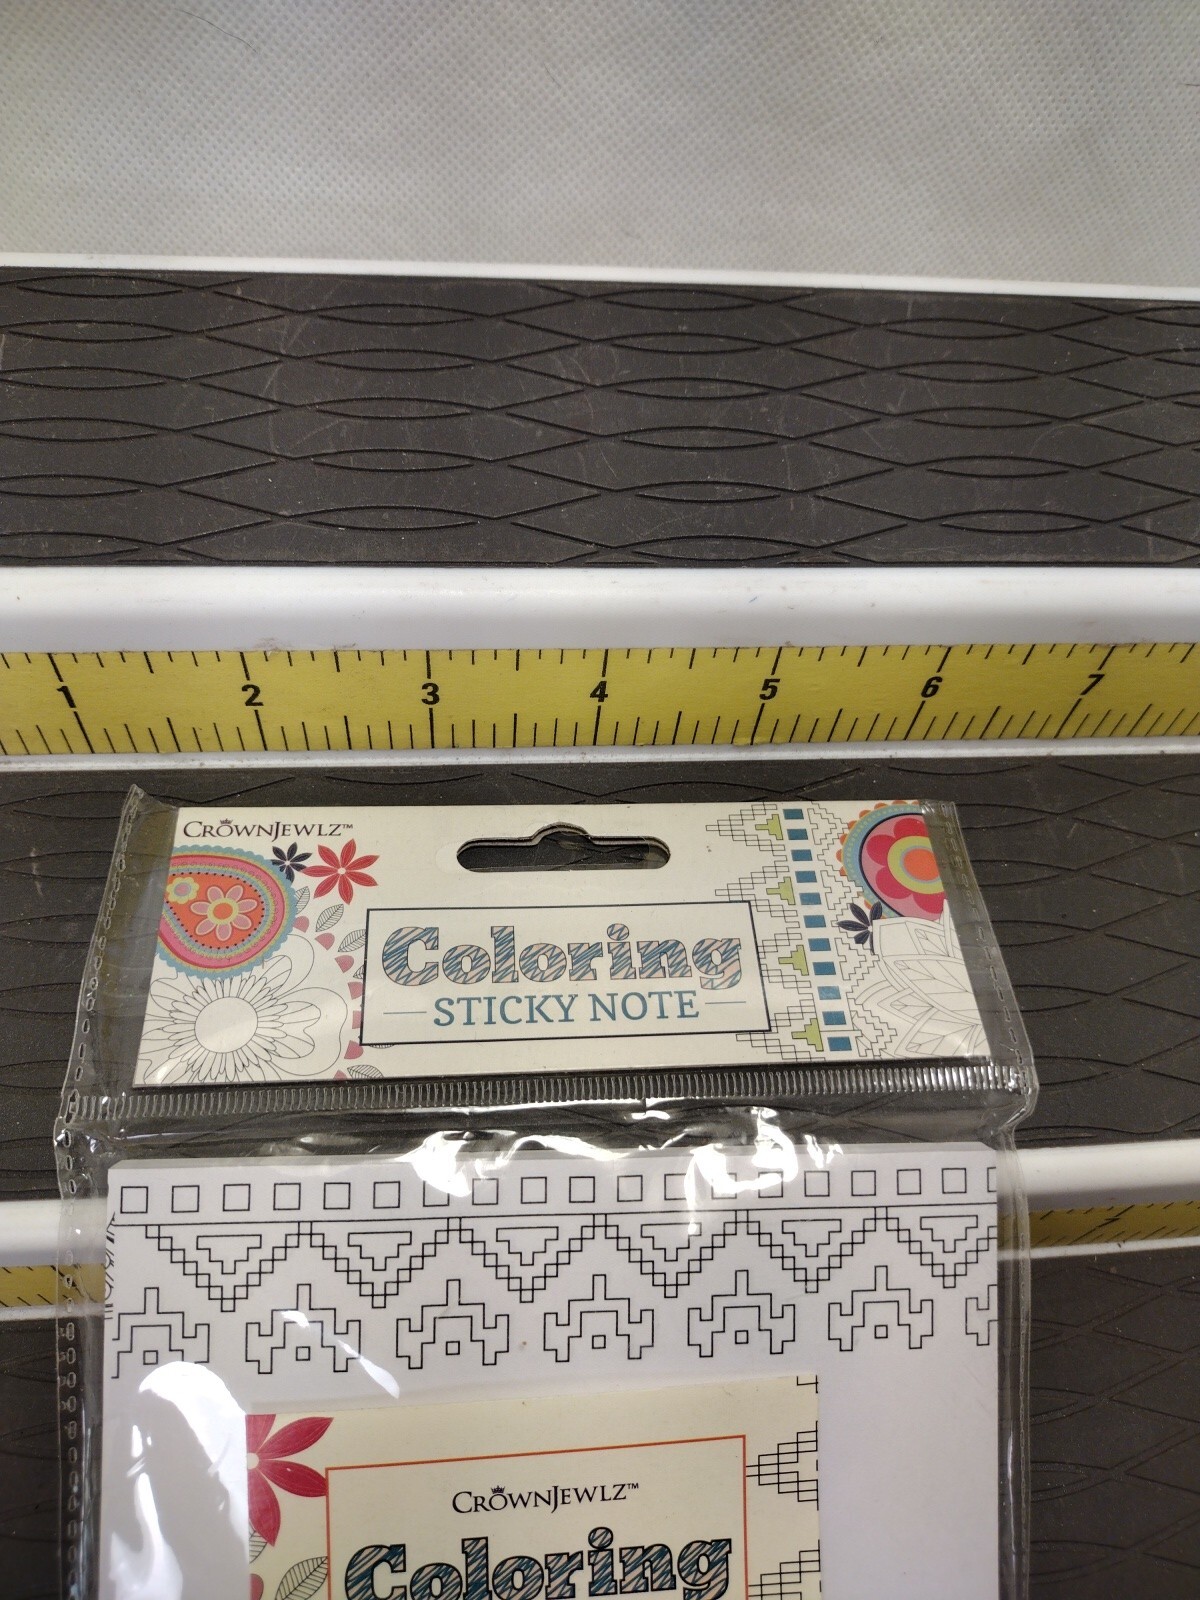 1 2 3 4 5 6 7
CROWNJEWLZ™
Coloring
STICKY NOTE
CROWNJEWLZ™
Coloring